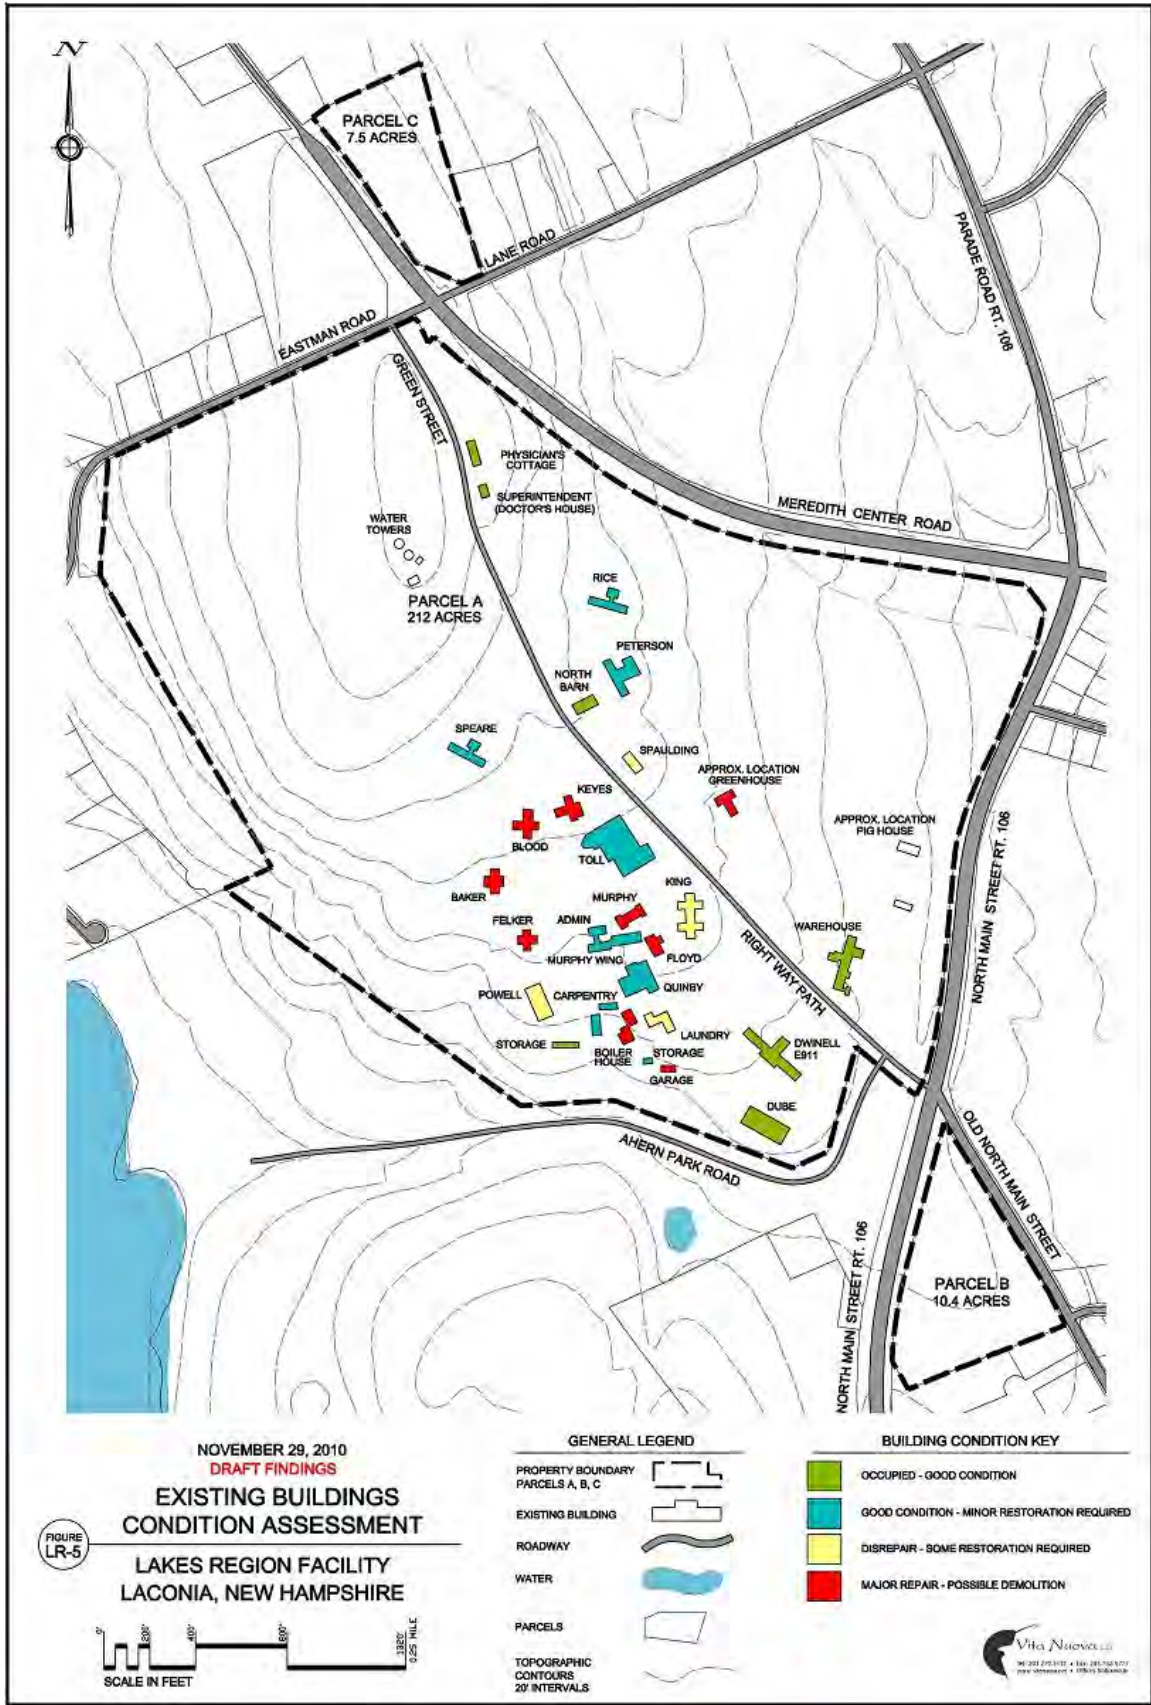 N
PARCEL C
7.5 ACRES
LANE ROAD
EASTMAN ROAD
GREEN STREET
PARADE ROAD RT. 106
PHYSICIAN'S
COTTAGE
SUPERINTENDENT
(DOCTOR'S HOUSE)
MEREDITH CENTER ROAD
WATER
TOWERS
PARCEL A
212 ACRES
RICE
PETERSON
NORTH
BARN
SPEARE
SPAULDING
APPROX. LOCATION
GREENHOUSE
KEYES
BLOOD
TOLL
APPROX. LOCATION
PIG HOUSE
NORTH MAIN STREET RT. 106
BAKER
KING
MURPHY
FELKER
ADMIN
WAREHOUSE
MURPHY WING
FLOYD
RIGHT WAY PATH
QUINBY
POWELL
CARPENTRY
LAUNDRY
STORAGE
BOILER
HOUSE
STORAGE
GARAGE
DWINELL
E911
DUBE
AHERN PARK ROAD
OLD NORTH MAIN STREET
NORTH MAIN STREET RT. 106
PARCEL B
10.4 ACRES
NOVEMBER 29, 2010
DRAFT FINDINGS
EXISTING BUILDINGS
CONDITION ASSESSMENT
FIGURE
LR-5
LAKES REGION FACILITY
LACONIA, NEW HAMPSHIRE
0'
200'
400'
1320'
0.25 MILE
SCALE IN FEET
GENERAL LEGEND
PROPERTY BOUNDARY
PARCELS A, B, C
EXISTING BUILDING
ROADWAY
WATER
PARCELS
TOPOGRAPHIC
CONTOURS
20' INTERVALS
BUILDING CONDITION KEY
OCCUPIED - GOOD CONDITION
GOOD CONDITION - MINOR RESTORATION REQUIRED
DISREPAIR - SOME RESTORATION REQUIRED
MAJOR REPAIR - POSSIBLE DEMOLITION
Vita Nuova